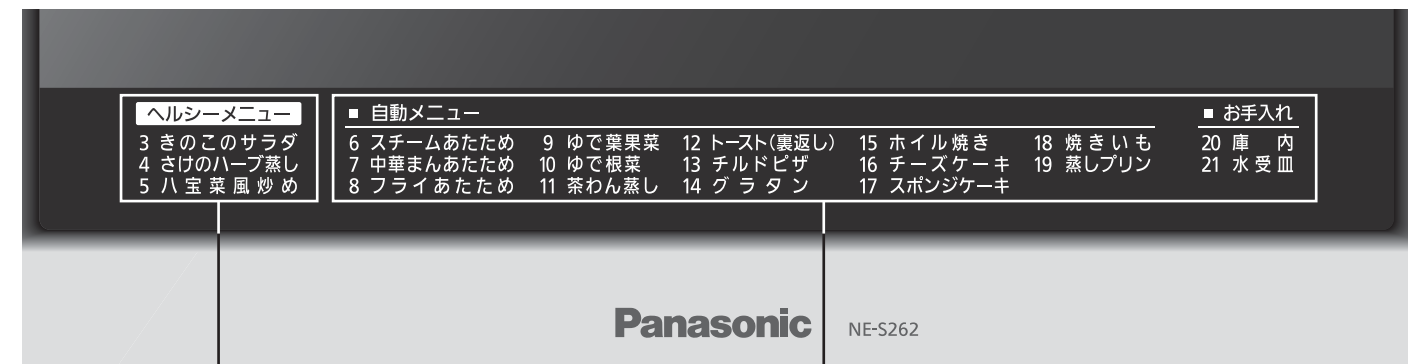 ヘルシーメニュー
3 きのこのサラダ
4 さけのハーブ蒸し
5 八宝菜風炒め
■ 自動メニュー
6 スチームあたため
7 中華まんあたため
8 フライあたため
9 ゆで葉果菜
10 ゆで根菜
11 茶わん蒸し
12 トースト(裏返し)
13 チルドピザ
14 グラタン
15 ホイル焼き
16 チーズケーキ
17 スポンジケーキ
18 焼きいも
19 蒸しプリン
■ お手入れ
20 庫内
21 水受皿
Panasonic NE-S262